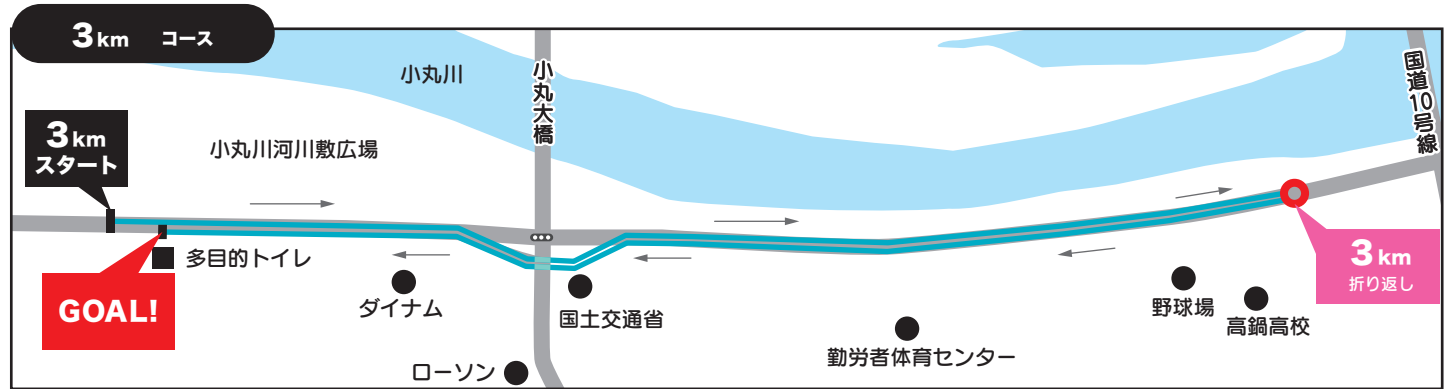 3km コース
小丸川
小丸大橋
国道10号線
3km
スタート
小丸川河川敷広場
GOAL!
多目的トイレ
ダイナム
国土交通省
ローソン
勤労者体育センター
野球場
高鍋高校
3km
折り返し